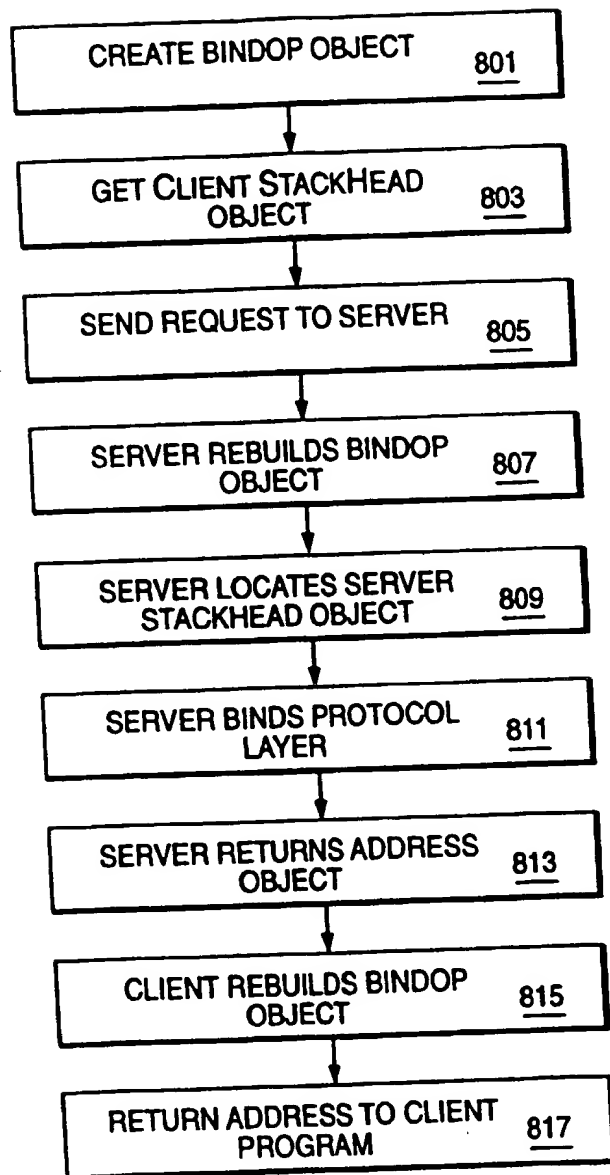 CREATE BINDOP OBJECT 801
GET CLIENT STACKHEAD
OBJECT 803
SEND REQUEST TO SERVER 805
SERVER REBUILDS BINDOP
OBJECT 807
SERVER LOCATES SERVER
STACKHEAD OBJECT 809
SERVER BINDS PROTOCOL
LAYER 811
SERVER RETURNS ADDRESS
OBJECT 813
CLIENT REBUILDS BINDOP
OBJECT 815
RETURN ADDRESS TO CLIENT
PROGRAM 817